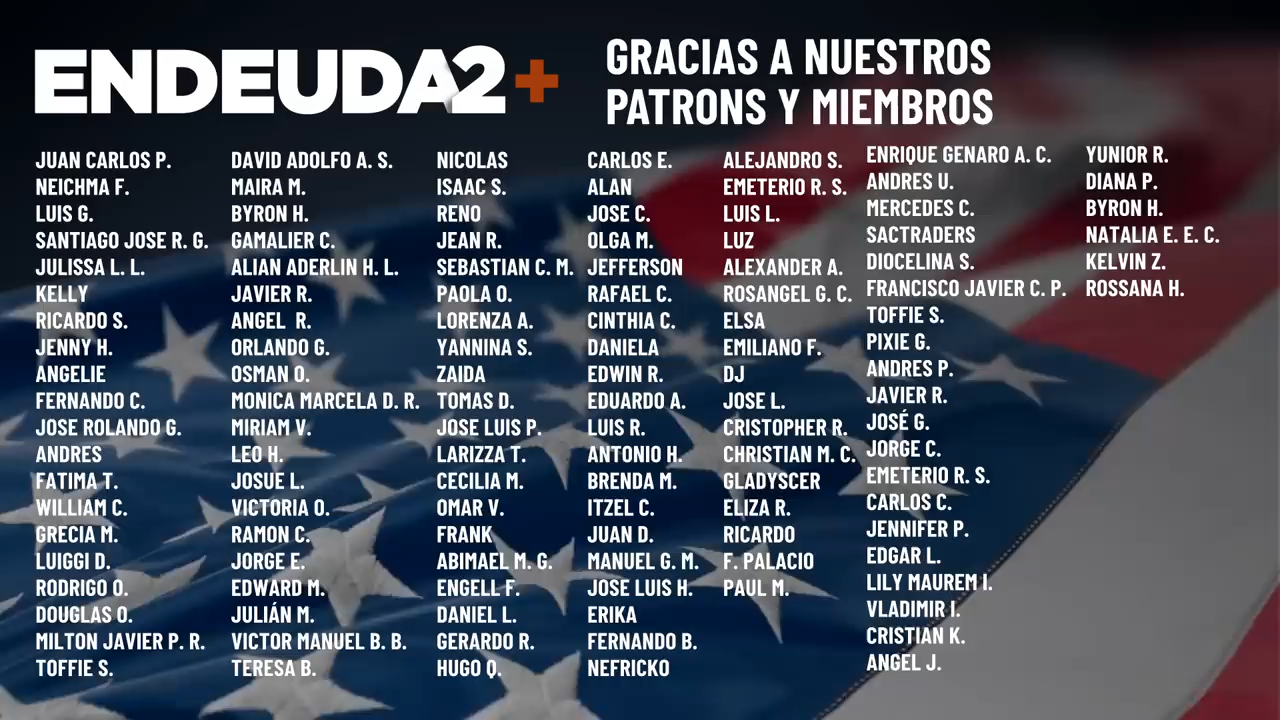 ENDEUDA2+
GRACIAS A NUESTROS
PATRONS Y MIEMBROS
JUAN CARLOS P.
NEICHMA F.
LUIS G.
SANTIAGO JOSE R. G.
JULISSA L. L.
KELLY
RICARDO S.
JENNY H.
ANGELIE
FERNANDO C.
JOSE ROLANDO G.
ANDRES
FATIMA T.
WILLIAM C.
GRECIA M.
LUIGGI D.
RODRIGO O.
DOUGLAS O.
MILTON JAVIER P. R.
TOFFIE S.
DAVID ADOLFO A. S.
MAIRA M.
BYRON H.
GAMALIER C.
ALIAN ADERLIN H. L.
JAVIER R.
ANGEL  R.
ORLANDO G.
OSMAN O.
MONICA MARCELA D. R.
MIRIAM V.
LEO H.
JOSUE L.
VICTORIA O.
RAMON C.
JORGE E.
EDWARD M.
JULIÁN M.
VICTOR MANUEL B. B.
TERESA B.
NICOLAS
ISAAC S.
RENO
JEAN R.
SEBASTIAN C. M.
PAOLA O.
LORENZA A.
YANNINA S.
ZAIDA
TOMAS D.
JOSE LUIS P.
LARIZZA T.
CECILIA M.
OMAR V.
FRANK
ABIMAEL M. G.
ENGELL F.
DANIEL L.
GERARDO R.
HUGO Q.
CARLOS E.
ALAN
JOSE C.
OLGA M.
JEFFERSON
RAFAEL C.
CINTHIA C.
DANIELA
EDWIN R.
EDUARDO A.
LUIS R.
ANTONIO H.
BRENDA M.
ITZEL C.
JUAN D.
MANUEL G. M.
JOSE LUIS H.
ERIKA
FERNANDO B.
NEFRICKO
ALEJANDRO S.
EMETERIO R. S.
LUIS L.
LUZ
ALEXANDER A.
ROSANGEL G. C.
ELSA
EMILIANO F.
DJ
JOSE L.
CRISTOPHER R.
CHRISTIAN M. C.
GLADYSCER
ELIZA R.
RICARDO
F. PALACIO
PAUL M.
ENRIQUE GENARO A. C.
ANDRES U.
MERCEDES C.
SACTRADERS
DIOCELINA S.
FRANCISCO JAVIER C. P.
TOFFIE S.
PIXIE G.
ANDRES P.
JAVIER R.
JOSÉ G.
JORGE C.
EMETERIO R. S.
CARLOS C.
JENNIFER P.
EDGAR L.
LILY MAUREM I.
VLADIMIR I.
CRISTIAN K.
ANGEL J.
YUNIOR R.
DIANA P.
BYRON H.
NATALIA E. E. C.
KELVIN Z.
ROSSANA H.